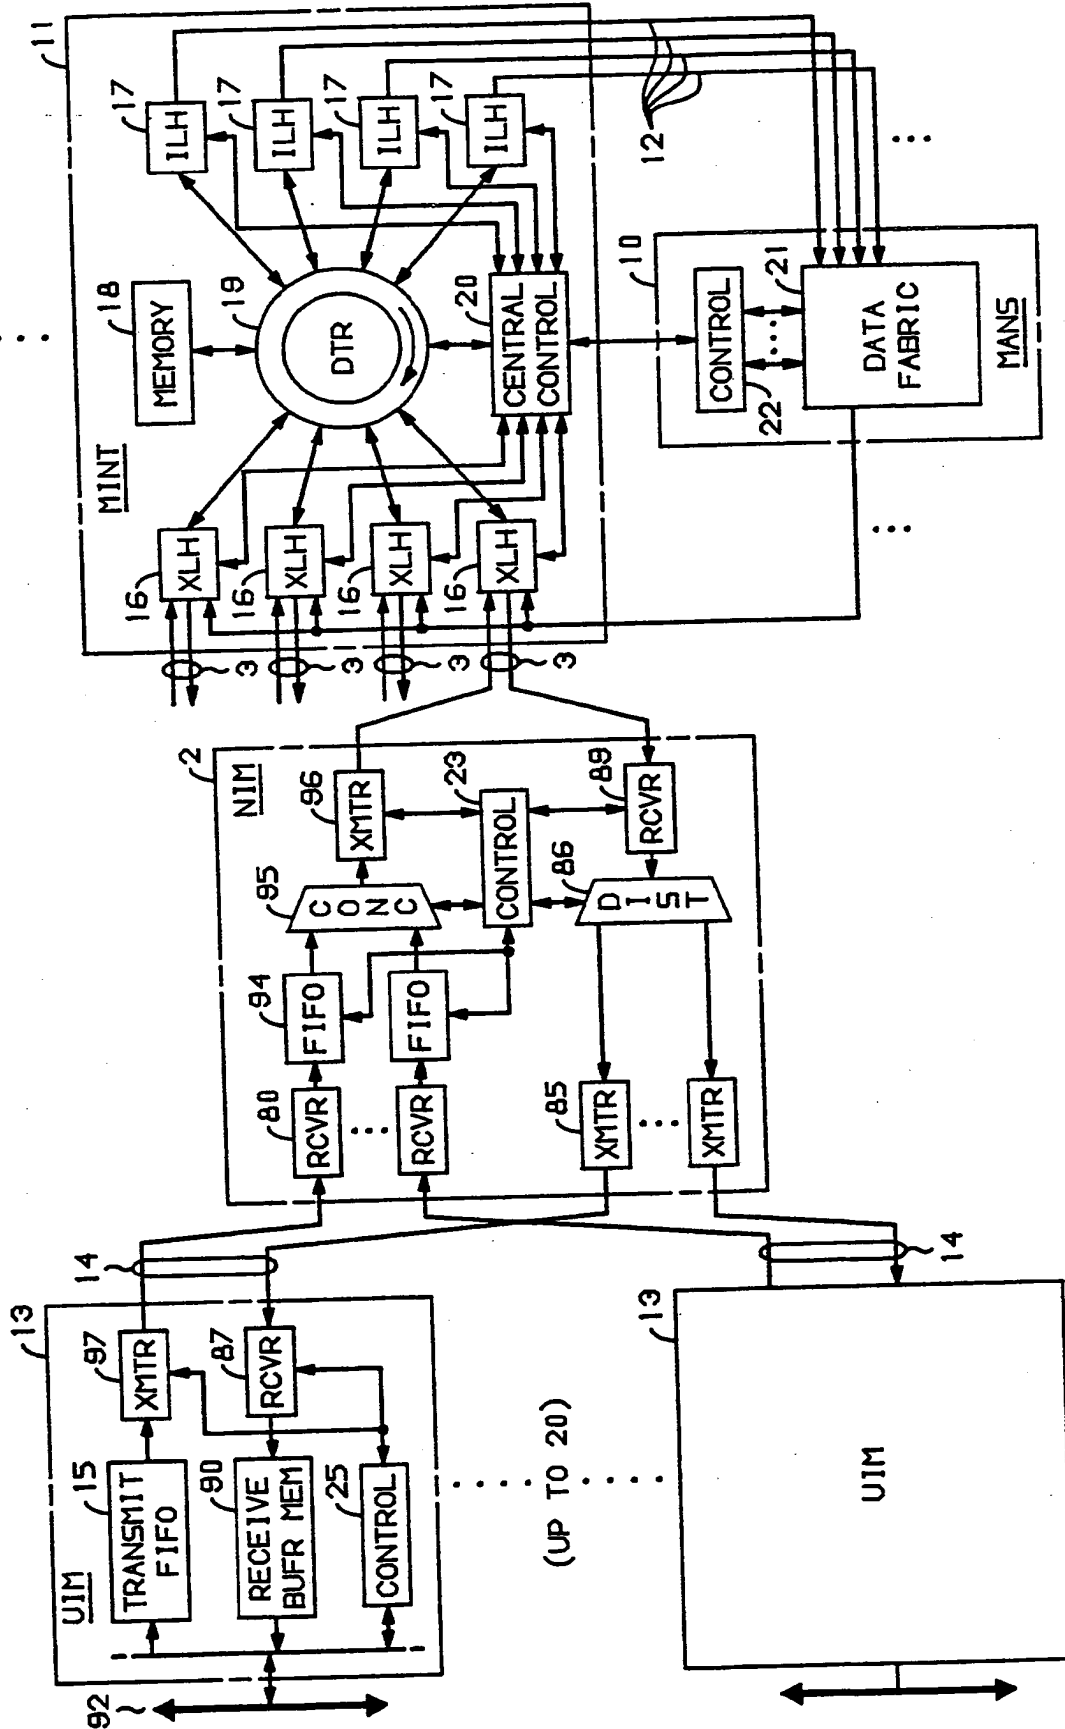 13
UIM
15
TRANSMIT
FIFO
97
XMTR
90
RECEIVE
BUFR MEM
87
RCVR
25
CONTROL
92
14
(UP TO 20)
13
UIM
14
2
NIM
80
RCVR
94
FIFO
95
CONC
96
XMTR
RCVR
FIFO
23
CONTROL
85
XMTR
86
DIST
89
RCVR
XMTR
11
MINT
3
16
XLH
3
16
XLH
3
16
XLH
3
16
XLH
18
MEMORY
19
DTR
20
CENTRAL
CONTROL
17
ILH
17
ILH
17
ILH
17
ILH
12
10
CONTROL
22
21
DATA
FABRIC
MANS